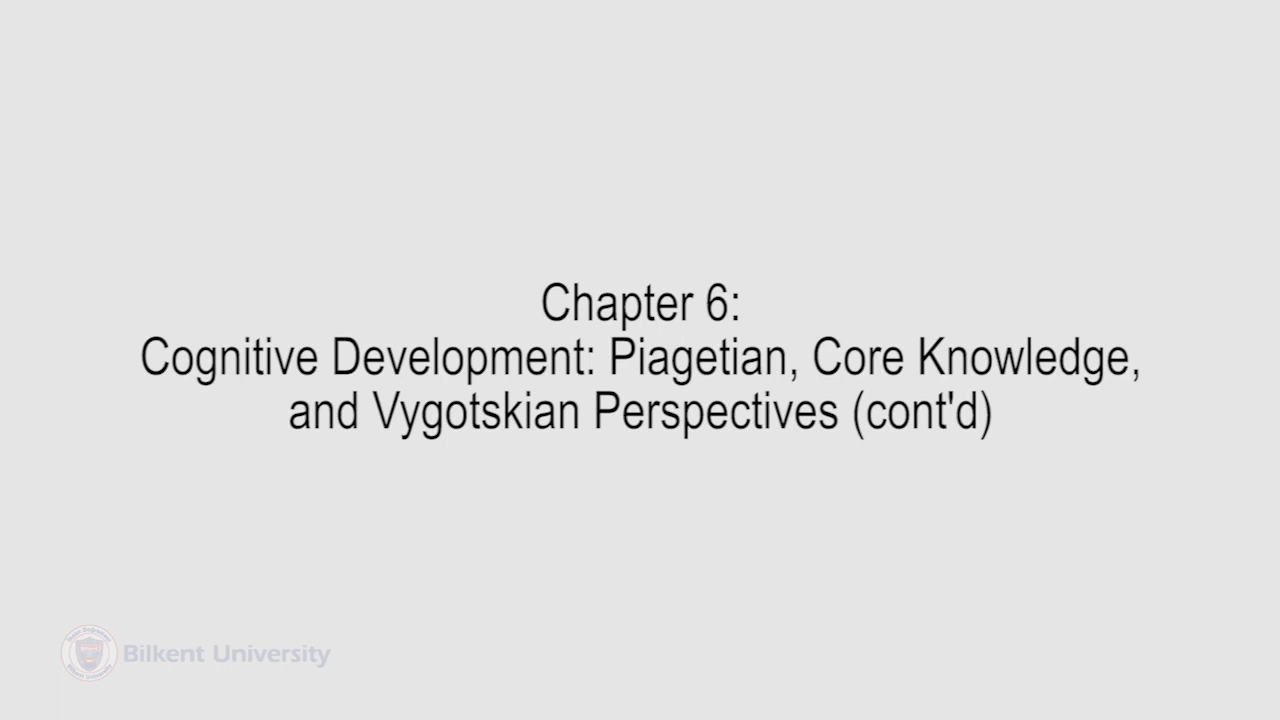 Chapter 6:
Cognitive Development: Piagetian, Core Knowledge,
and Vygotskian Perspectives (cont'd)
Bilkent University